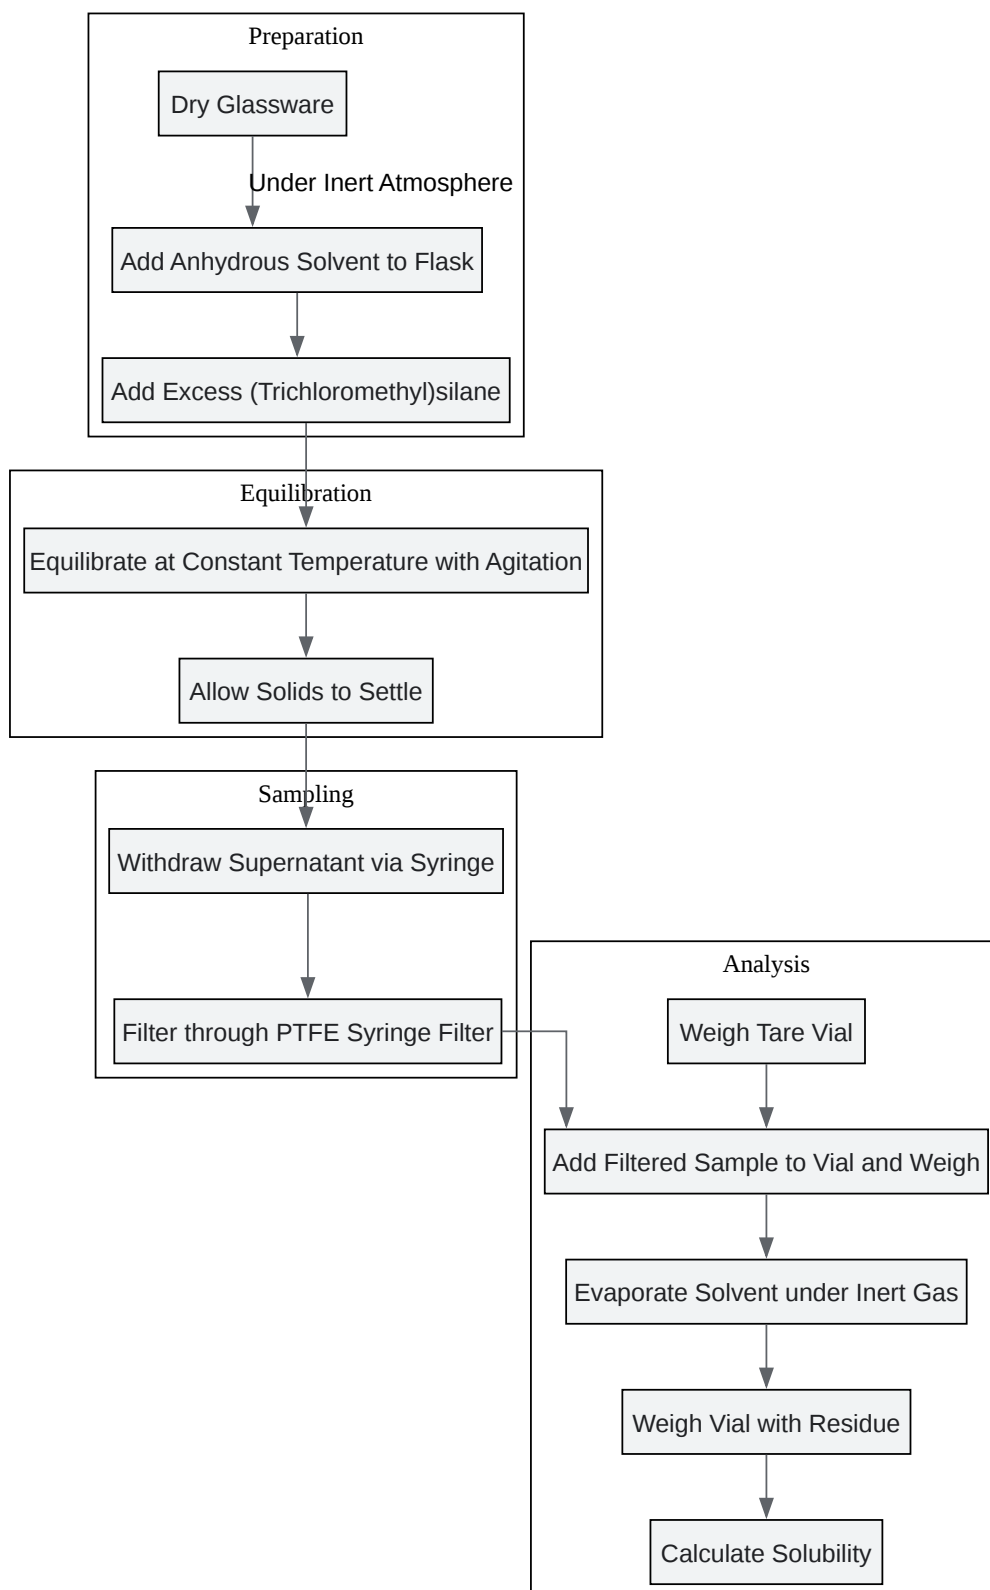 Preparation
Dry Glassware
Under Inert Atmosphere
Add Anhydrous Solvent to Flask
Add Excess (Trichloromethyl)silane
Equilibration
Equilibrate at Constant Temperature with Agitation
Allow Solids to Settle
Sampling
Withdraw Supernatant via Syringe
Filter through PTFE Syringe Filter
Analysis
Weigh Tare Vial
Add Filtered Sample to Vial and Weigh
Evaporate Solvent under Inert Gas
Weigh Vial with Residue
Calculate Solubility